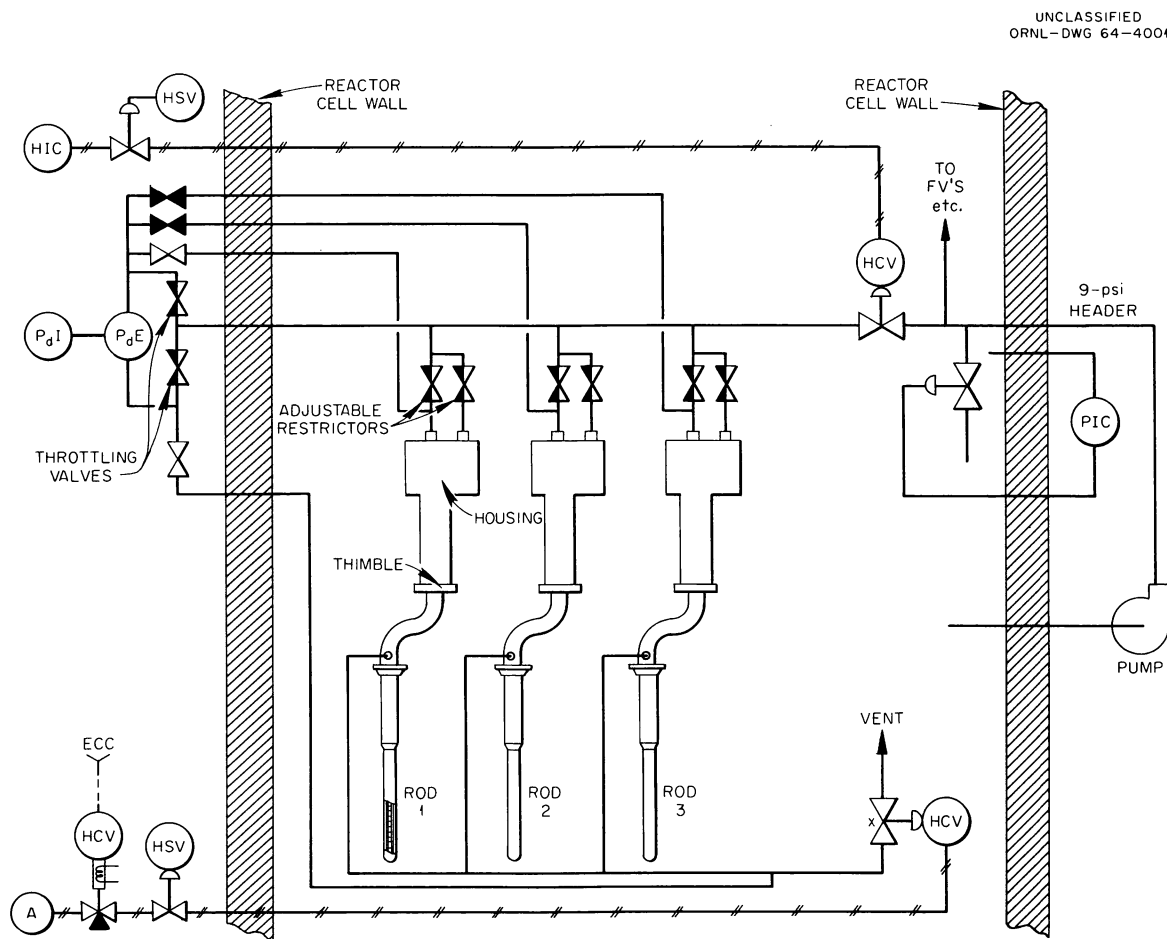 UNCLASSIFIED
ORNL-DWG 64-4004
REACTOR
CELL WALL
REACTOR
CELL WALL
HSV
HIC
TO
FV'S
etc.
HCV
9-psi
HEADER
PdI
PdE
PIC
ADJUSTABLE
RESTRICTORS
THROTTLING
VALVES
HOUSING
THIMBLE
PUMP
VENT
ECC
ROD
1
ROD
2
ROD
3
HCV
HSV
X
HCV
A